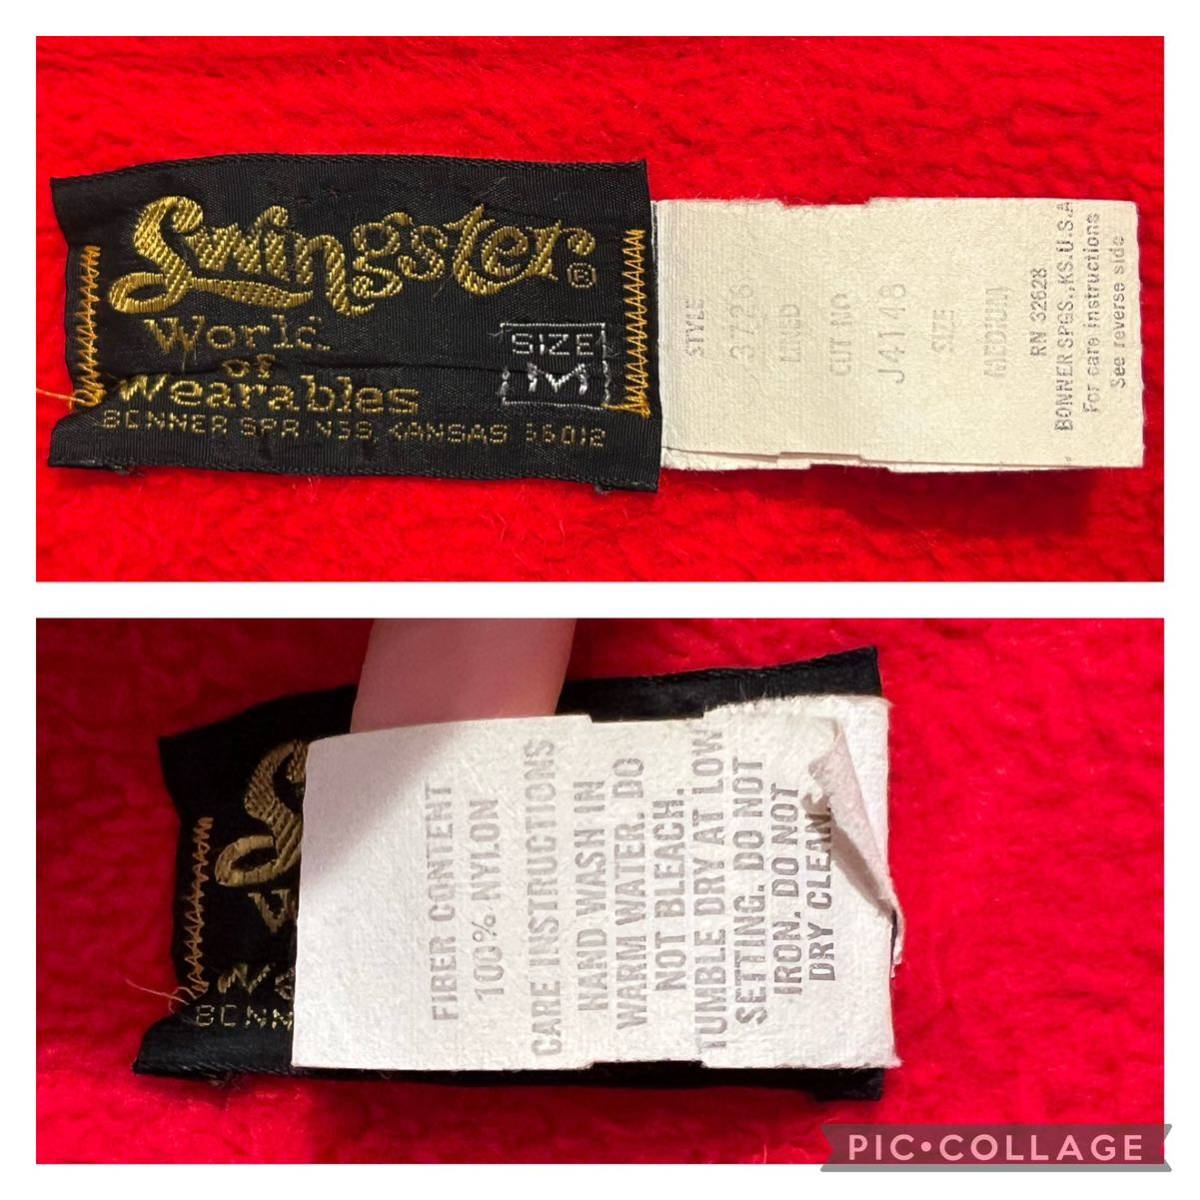 Swingster®
World
of
Wearables
SIZE
M
BONNER SPRINGS KANSAS 66012
STYLE
3726
LINED
CUT NO
J4148
SIZE
MEDIUM
RN 32628
BONNER SPGS., KS. U.S.A
For care instructions
See reverse side
S
W
BONN
FIBER CONTENT
100% NYLON
CARE INSTRUCTIONS
HAND WASH IN
WARM WATER. DO
NOT BLEACH.
TUMBLE DRY AT LOW
SETTING. DO NOT
IRON. DO NOT
DRY CLEAN.
PIC•COLLAGE